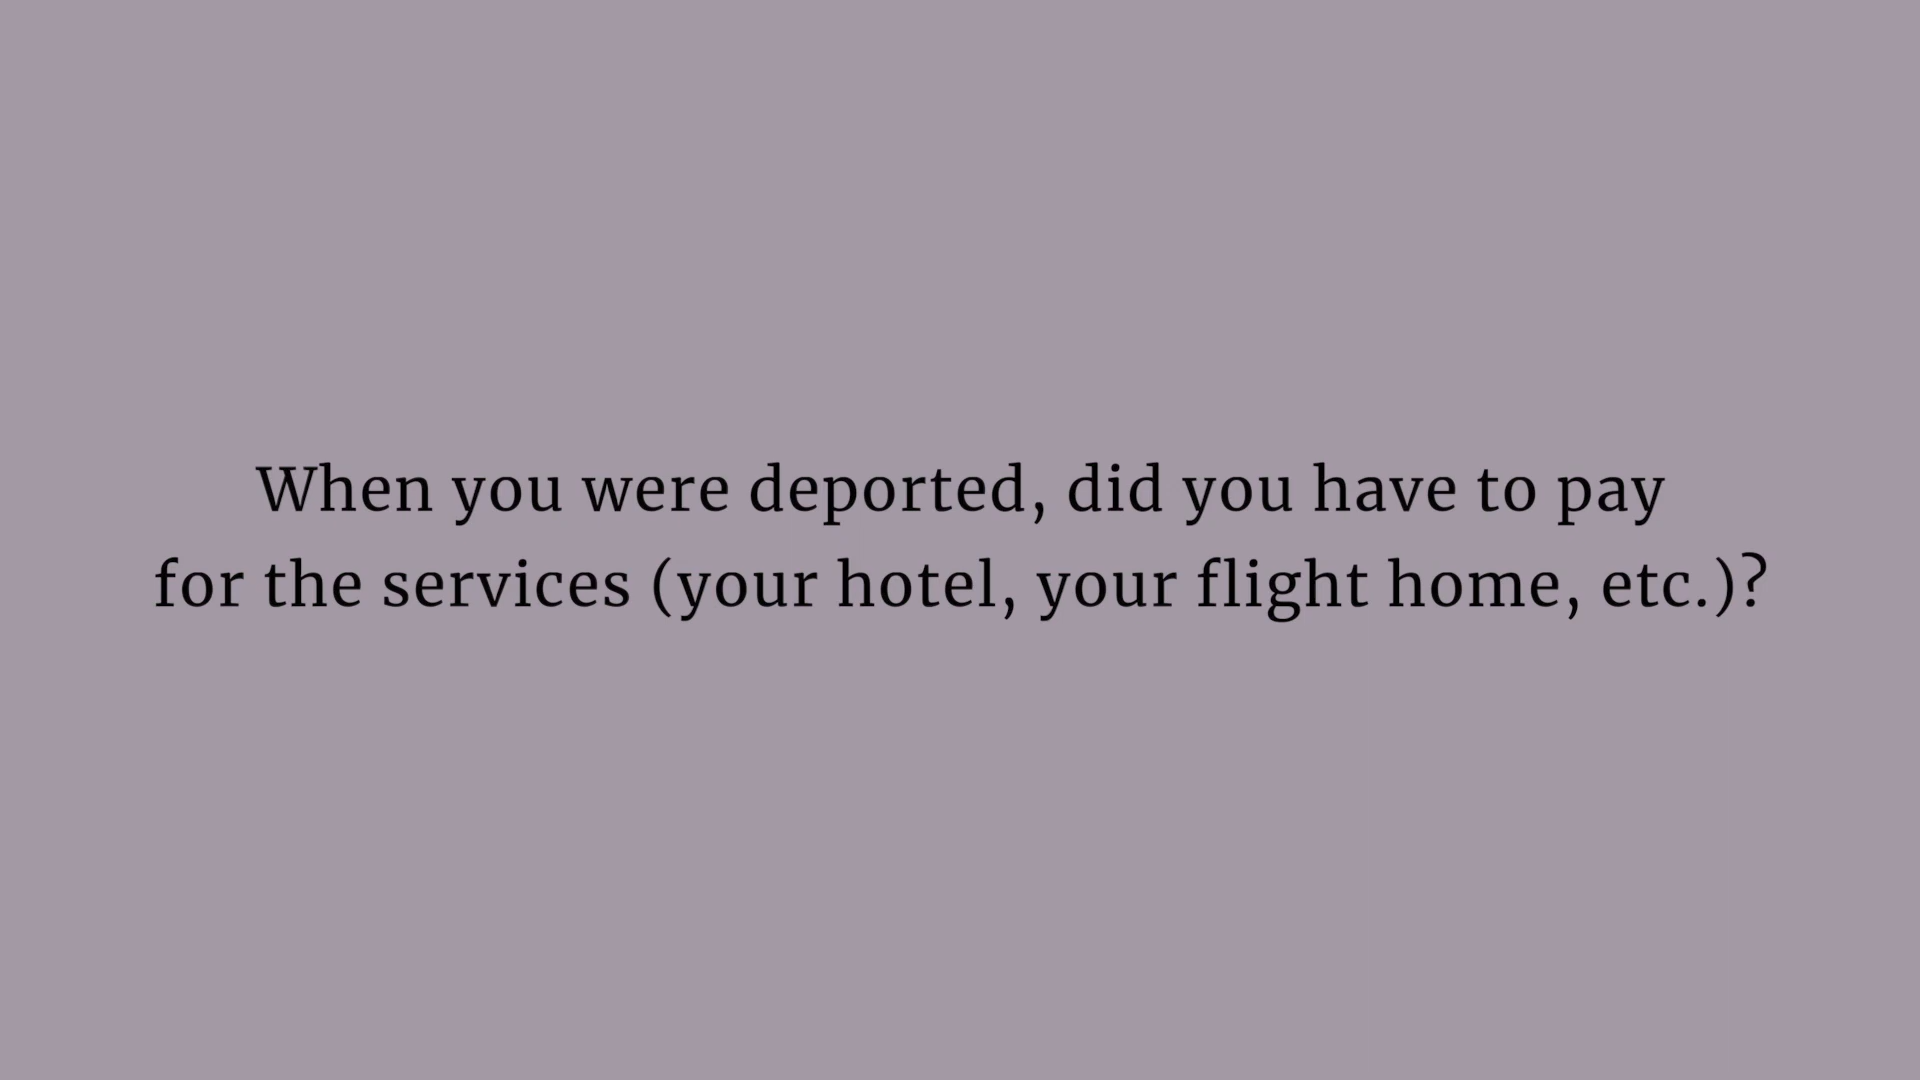 When you were deported, did you have to pay
for the services (your hotel, your flight home, etc.)?